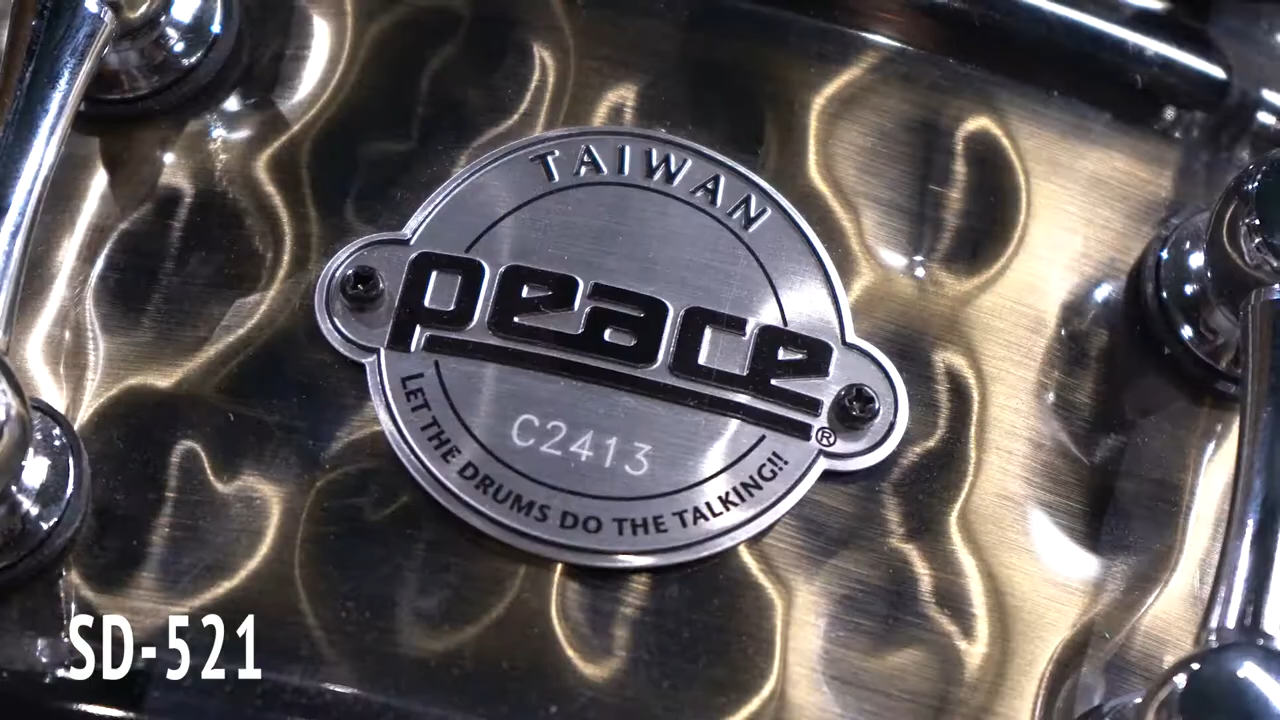 TAIWAN
peace®
C2413
LET THE DRUMS DO THE TALKING!!
SD-521